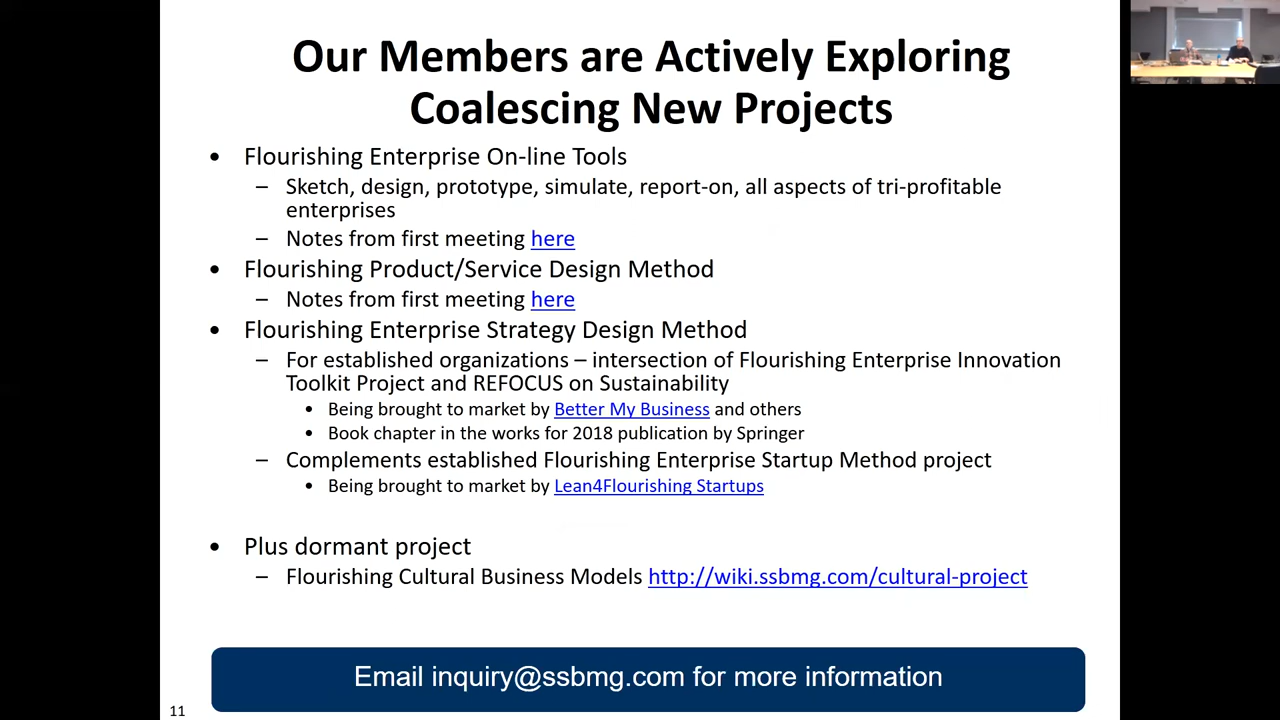 Our Members are Actively Exploring
Coalescing New Projects
• Flourishing Enterprise On-line Tools
– Sketch, design, prototype, simulate, report-on, all aspects of tri-profitable
enterprises
– Notes from first meeting here
• Flourishing Product/Service Design Method
– Notes from first meeting here
• Flourishing Enterprise Strategy Design Method
– For established organizations – intersection of Flourishing Enterprise Innovation
Toolkit Project and REFOCUS on Sustainability
• Being brought to market by Better My Business and others
• Book chapter in the works for 2018 publication by Springer
– Complements established Flourishing Enterprise Startup Method project
• Being brought to market by Lean4Flourishing Startups
• Plus dormant project
– Flourishing Cultural Business Models http://wiki.ssbmg.com/cultural-project
Email inquiry@ssbmg.com for more information
11